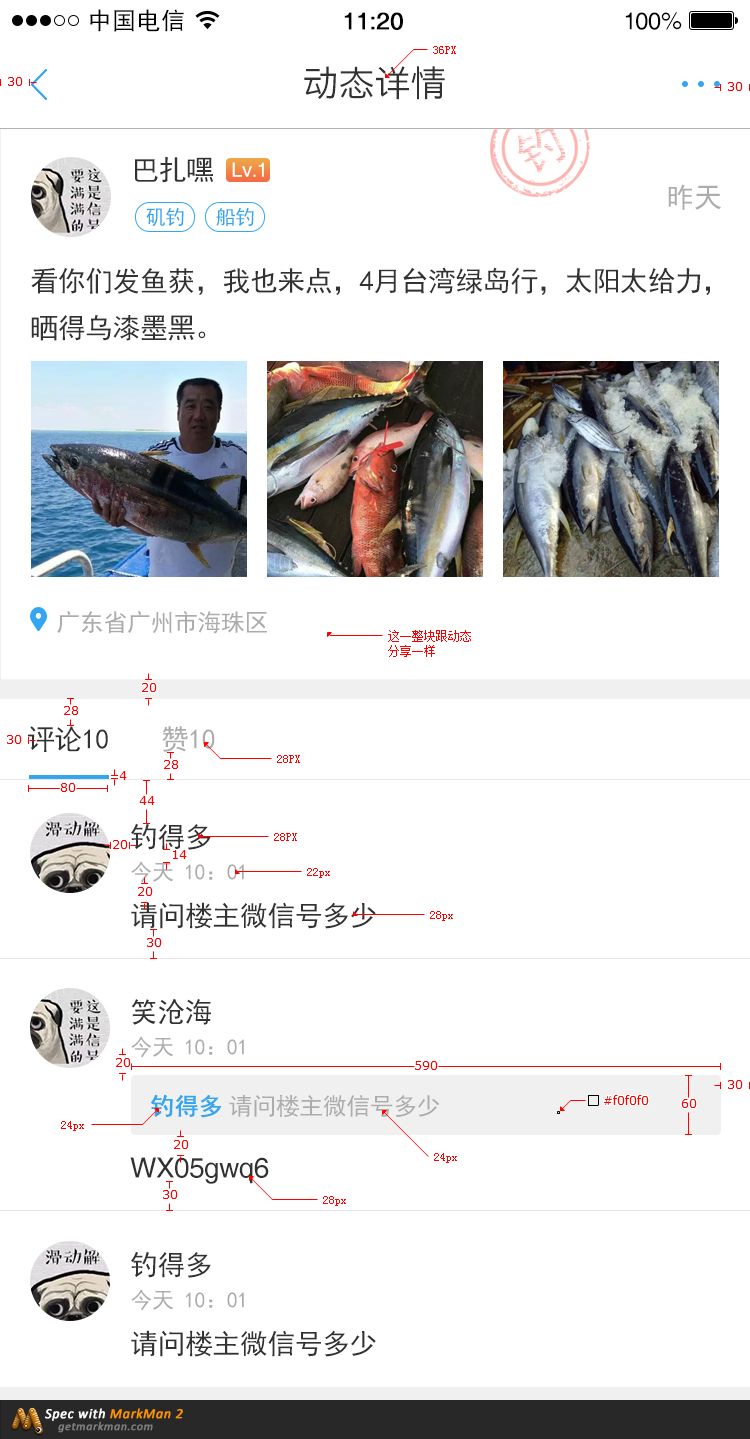 中国电信 11:20 100%
36PX
30 动态详情 30
钓
要这
满是
满信
的号
巴扎嘿 Lv.1
矶钓 船钓
昨天
看你们发鱼获，我也来点，4月台湾绿岛行，太阳太给力，
晒得乌漆墨黑。
广东省广州市海珠区
这一整块跟动态
分享一样
20
28
30 评论10 赞10
28PX
28
4
80
44
滑动解
20 钓得多 28PX
14
今天 10：01 22px
20
请问楼主微信号多少 28px
30
要这
满是
满信
的号
笑沧海
今天 10：01
20 590
30
钓得多 请问楼主微信号多少 #f0f0f0 60
24px
20
24px
WX05gwq6
30
28px
滑动解
钓得多
今天 10：01
请问楼主微信号多少
Spec with MarkMan 2
getmarkman.com